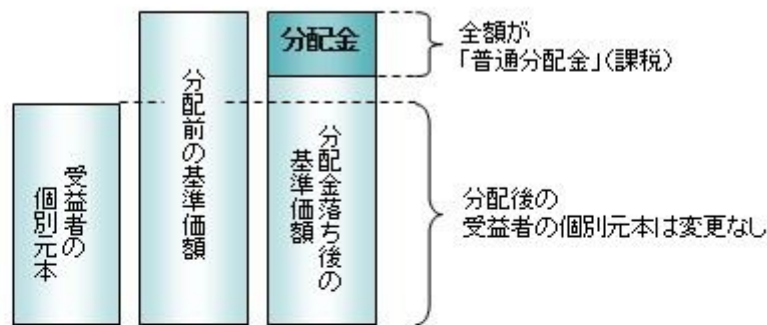 受益者の
個別元本
分配前の基準価額
分配金
分配金落ち後の
基準価額
全額が
「普通分配金」(課税)
分配後の
受益者の個別元本は変更なし